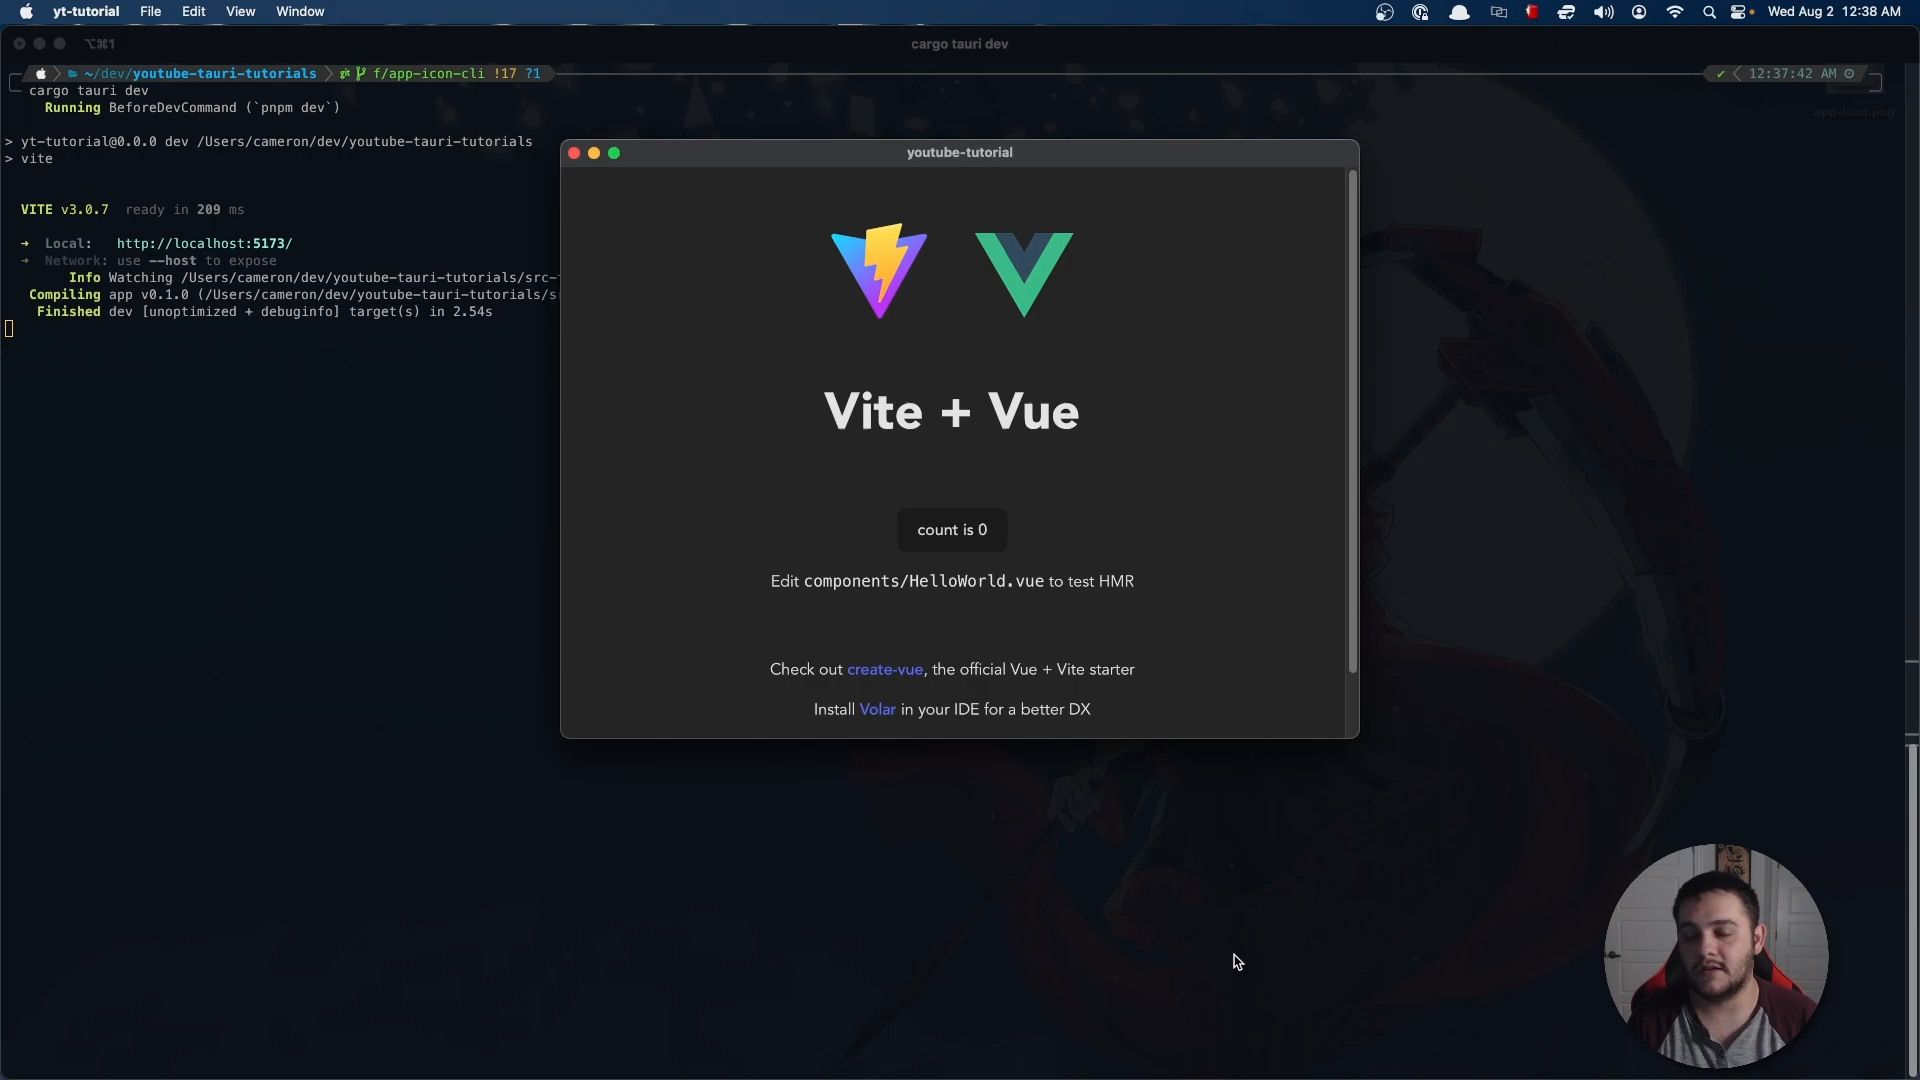 yt-tutorial File Edit View Window
Wed Aug 2 12:38 AM
⌥⌘1
cargo tauri dev
~/dev/youtube-tauri-tutorials f/app-icon-cli !17 ?1
✔ 12:37:42 AM
cargo tauri dev
Running BeforeDevCommand (`pnpm dev`)
app-icon.png
> yt-tutorial@0.0.0 dev /Users/cameron/dev/youtube-tauri-tutorials
> vite
VITE v3.0.7 ready in 209 ms
➜ Local: http://localhost:5173/
➜ Network: use --host to expose
Info Watching /Users/cameron/dev/youtube-tauri-tutorials/src-
Compiling app v0.1.0 (/Users/cameron/dev/youtube-tauri-tutorials/s
Finished dev [unoptimized + debuginfo] target(s) in 2.54s
youtube-tutorial
Vite + Vue
count is 0
Edit components/HelloWorld.vue to test HMR
Check out create-vue, the official Vue + Vite starter
Install Volar in your IDE for a better DX